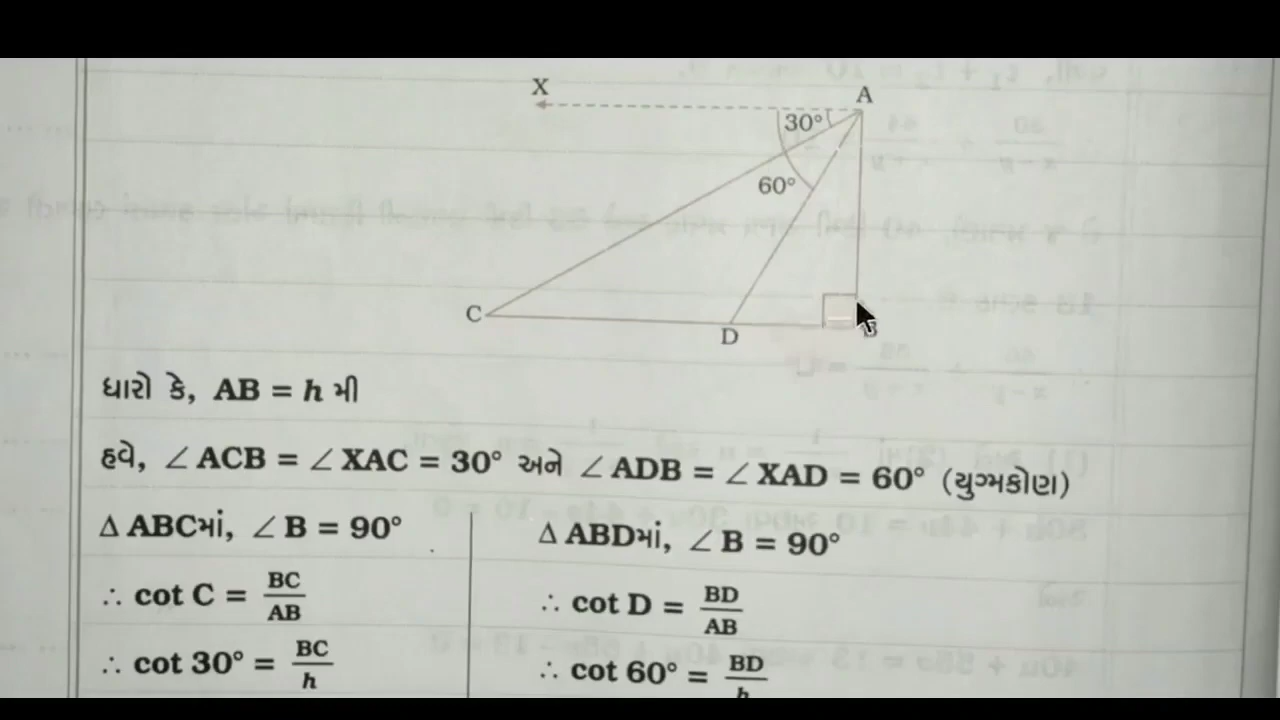 X
A
30°
60°
C
D
B
ધારો કે, AB = h મી
હવે, ∠ ACB = ∠ XAC = 30° અને ∠ ADB = ∠ XAD = 60° (યુગ્મકોણ)
Δ ABCમાં, ∠ B = 90°
∴ cot C = BC/AB
∴ cot 30° = BC/h
Δ ABDમાં, ∠ B = 90°
∴ cot D = BD/AB
∴ cot 60° = BD/h